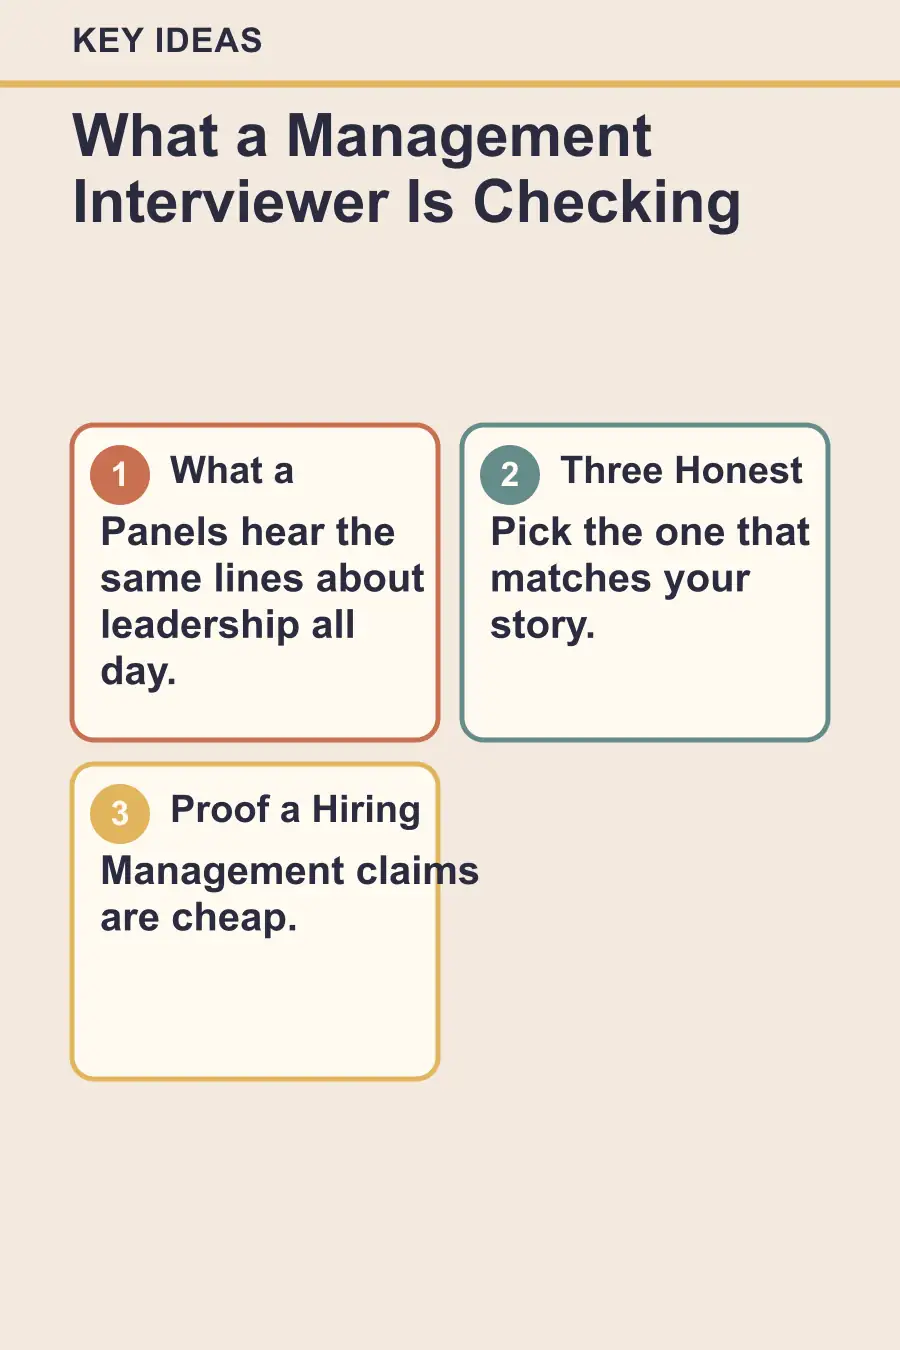 KEY IDEAS
What a Management
Interviewer Is Checking
1 What a
Panels hear the
same lines about
leadership all
day.
2 Three Honest
Pick the one that
matches your
story.
3 Proof a Hiring
Management claims
are cheap.